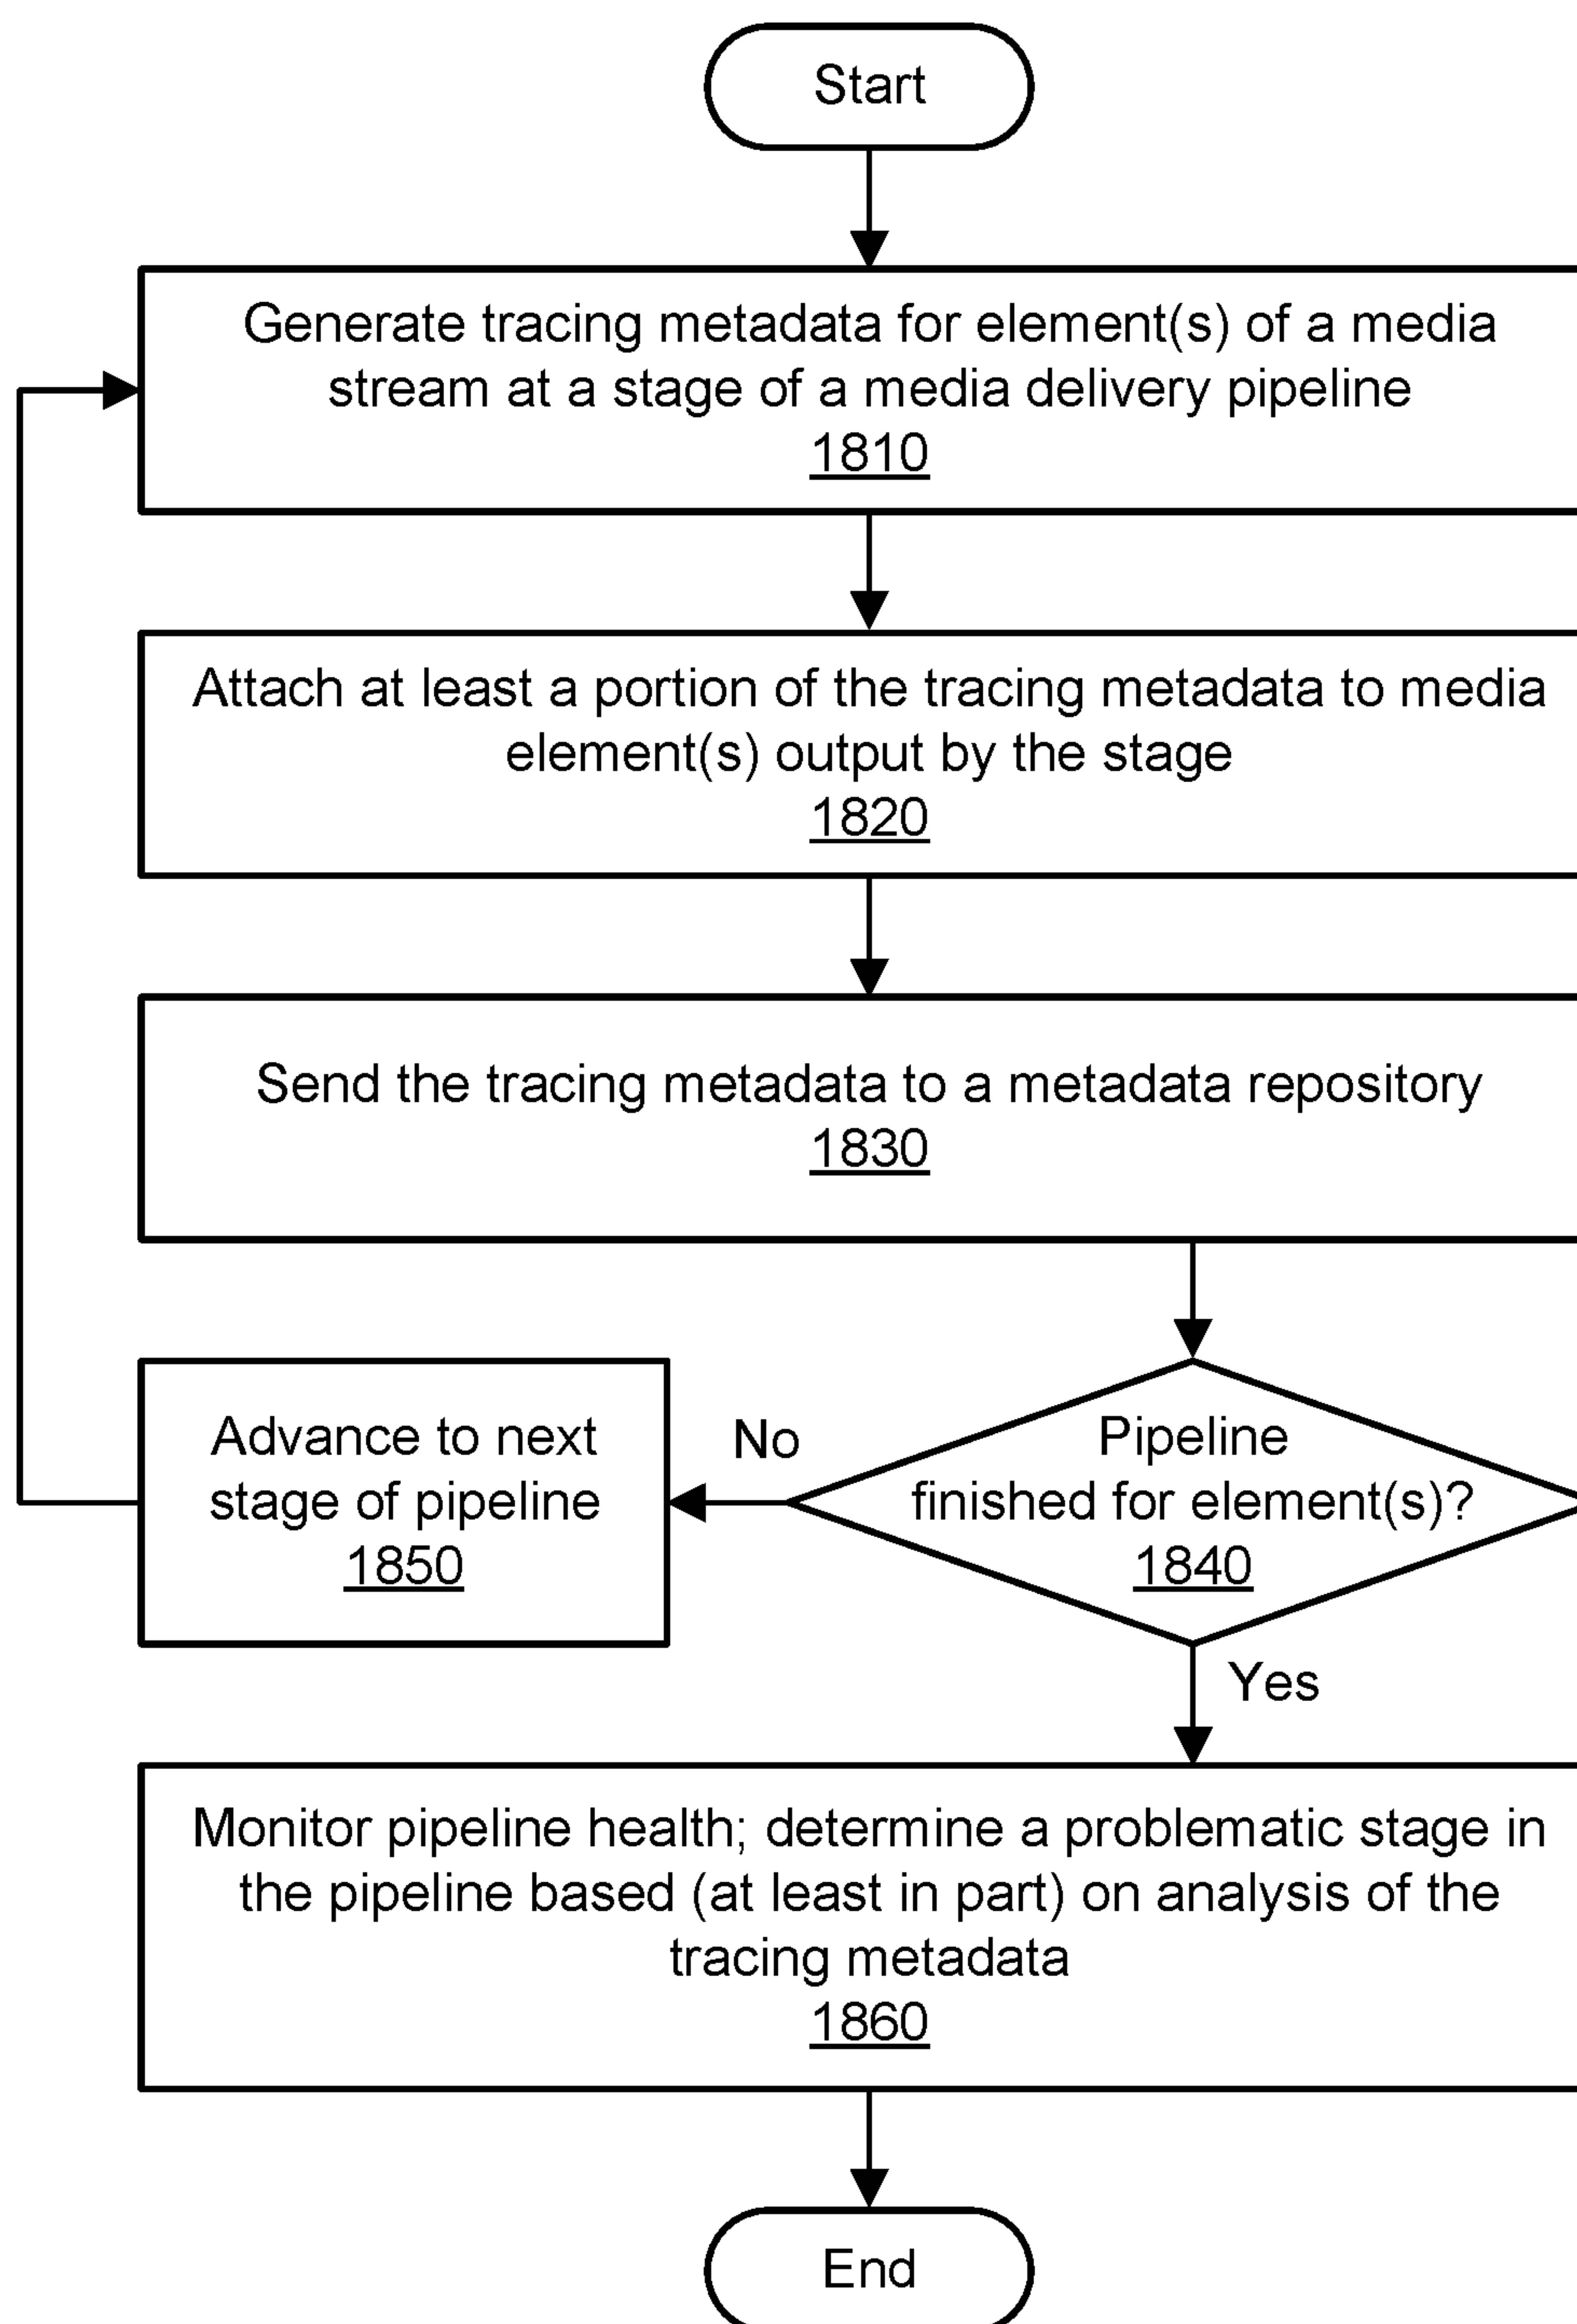 Start
Generate tracing metadata for element(s) of a media
stream at a stage of a media delivery pipeline
1810
Attach at least a portion of the tracing metadata to media
element(s) output by the stage
1820
Send the tracing metadata to a metadata repository
1830
Advance to next
stage of pipeline
1850
No
Pipeline
finished for element(s)?
1840
Yes
Monitor pipeline health; determine a problematic stage in
the pipeline based (at least in part) on analysis of the
tracing metadata
1860
End